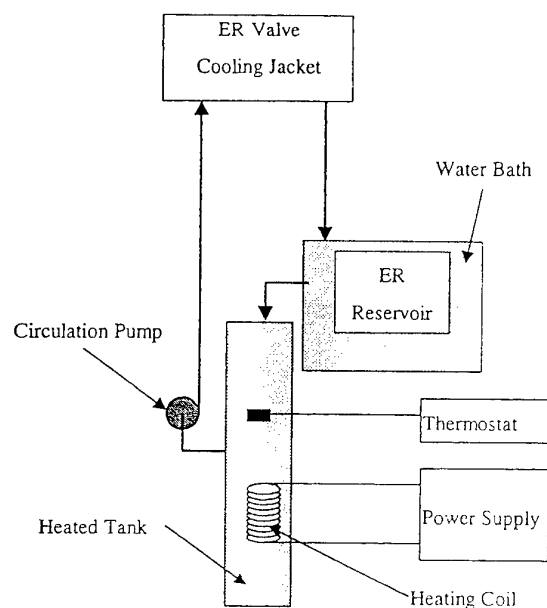 ER Valve
Cooling Jacket
Water Bath
ER
Reservoir
Circulation Pump
Thermostat
Power Supply
Heated Tank
Heating Coil